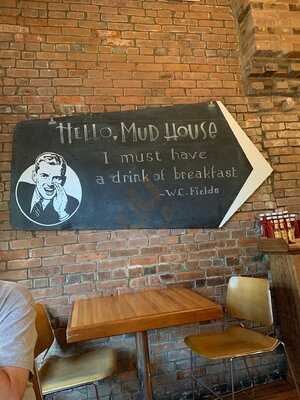 Hello, Mud House
I must have
a drink of breakfast
-W.C. Fields